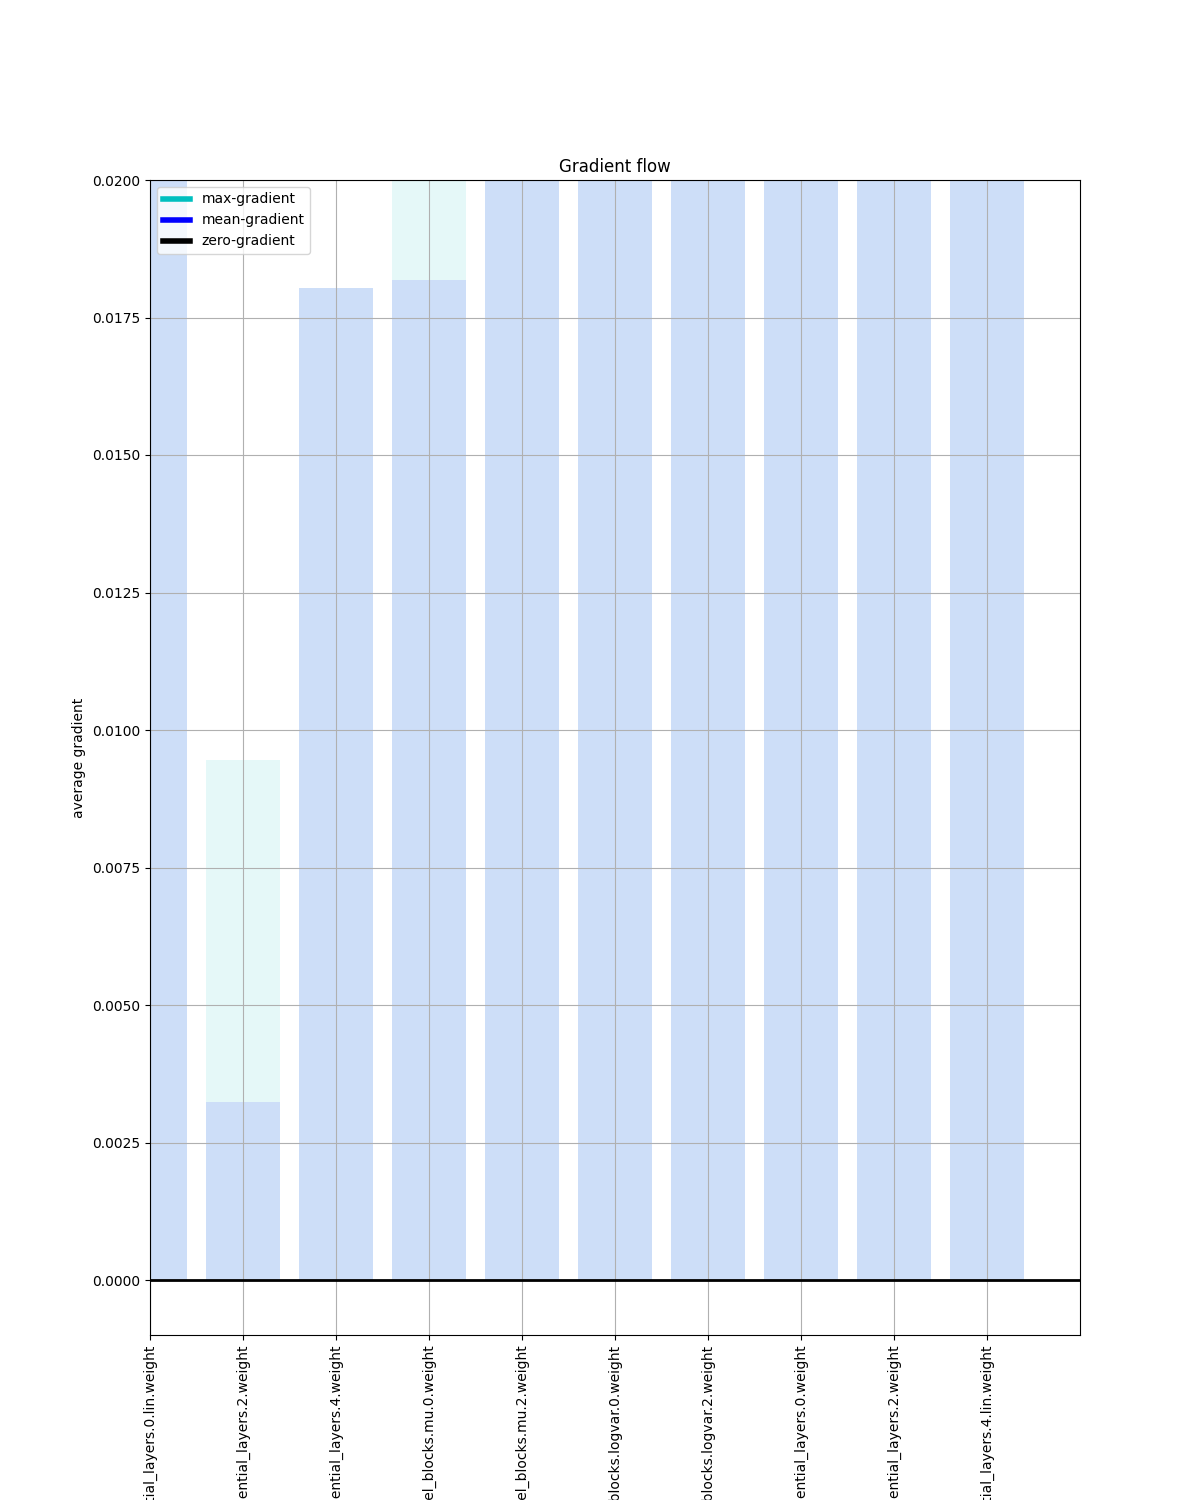 Gradient flow
max-gradient
mean-gradient
zero-gradient
0.0200
0.0175
0.0150
0.0125
0.0100
0.0075
0.0050
0.0025
0.0000
average gradient
tial_layers.0.lin.weight
ential_layers.2.weight
ential_layers.4.weight
el_blocks.mu.0.weight
el_blocks.mu.2.weight
blocks.logvar.0.weight
blocks.logvar.2.weight
ential_layers.0.weight
ential_layers.2.weight
tial_layers.4.lin.weight